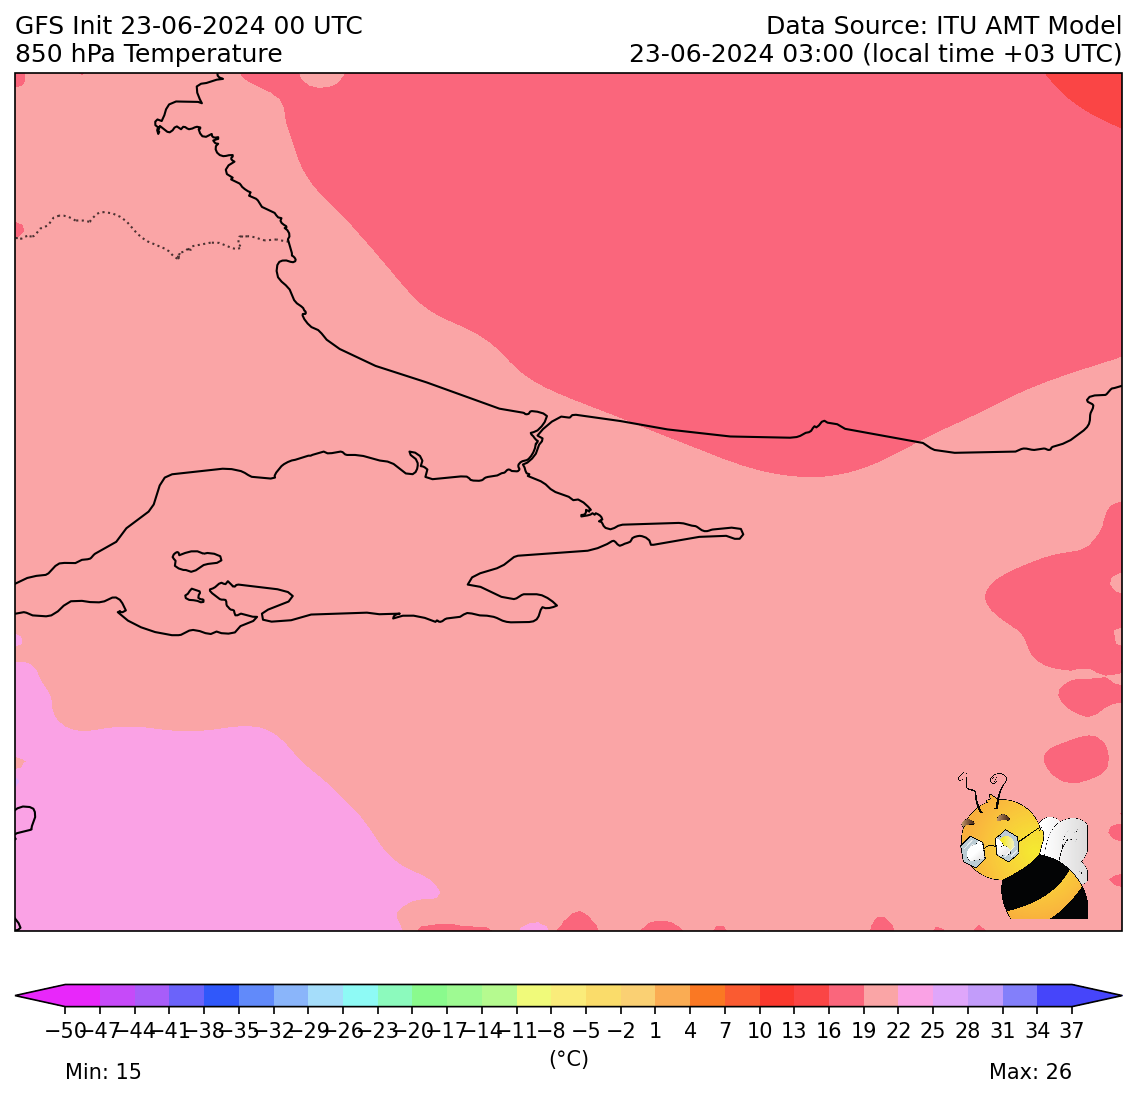 GFS Init 23-06-2024 00 UTC
850 hPa Temperature
Data Source: ITU AMT Model
23-06-2024 03:00 (local time +03 UTC)
−50 −47 −44 −41 −38 −35 −32 −29 −26 −23 −20 −17 −14 −11 −8 −5 −2 1 4 7 10 13 16 19 22 25 28 31 34 37
(°C)
Min: 15
Max: 26